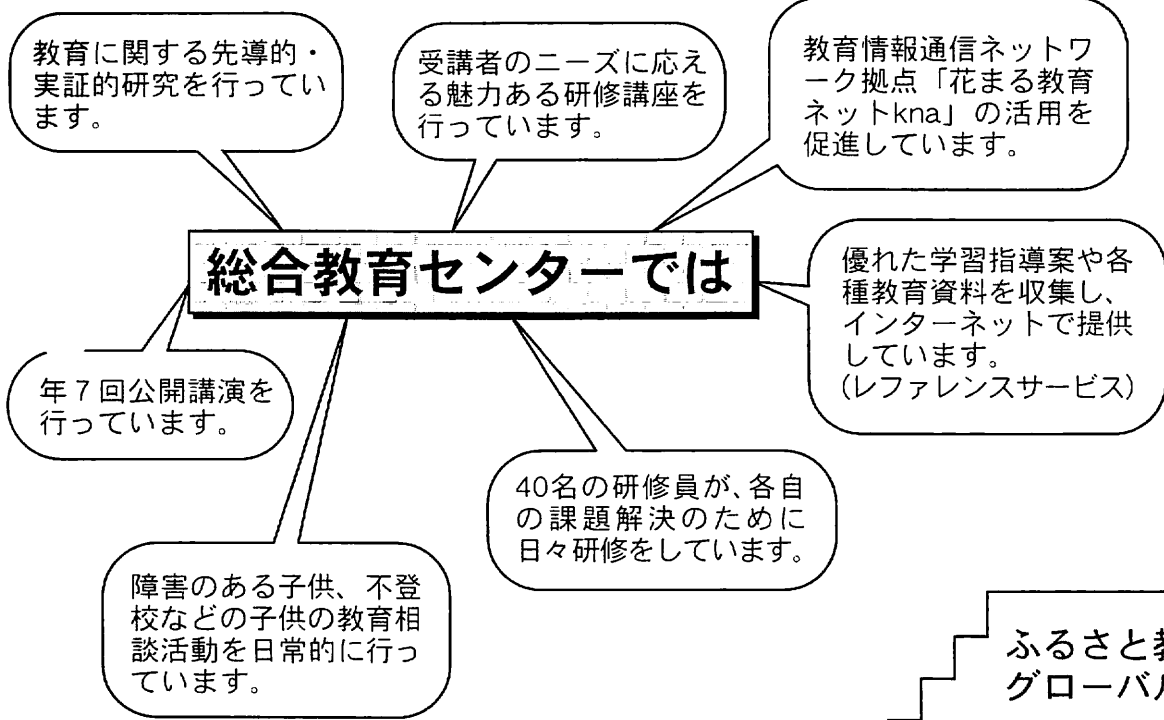 教育に関する先導的・
実証的研究を行ってい
ます。
受講者のニーズに応え
る魅力ある研修講座を
行っています。
教育情報通信ネットワ
ーク拠点「花まる教育
ネットkna」の活用を
促進しています。
総合教育センターでは
優れた学習指導案や各
種教育資料を収集し、
インターネットで提供
しています。
(レファレンスサービス)
年7回公開講演を
行っています。
40名の研修員が、各自
の課題解決のために
日々研修をしています。
障害のある子供、不登
校などの子供の教育相
談活動を日常的に行っ
ています。
ふるさと教
グローバル